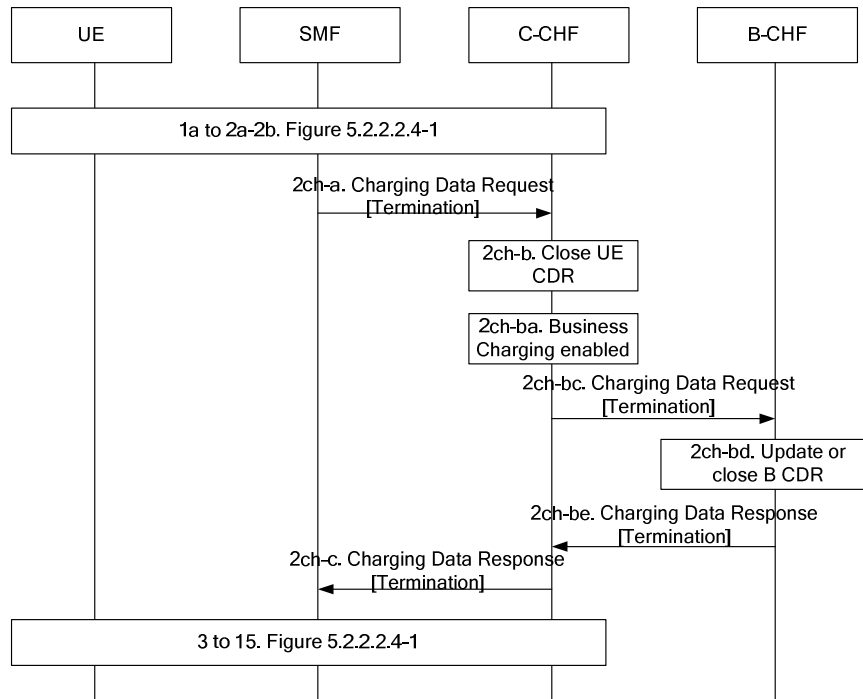 UE
SMF
C-CHF
B-CHF
1a to 2a-2b. Figure 5.2.2.2.4-1
2ch-a. Charging Data Request
[Termination]
2ch-b. Close UE
CDR
2ch-ba. Business
Charging enabled
2ch-bc. Charging Data Request
[Termination]
2ch-bd. Update or
close B CDR
2ch-be. Charging Data Response
[Termination]
2ch-c. Charging Data Response
[Termination]
3 to 15. Figure 5.2.2.2.4-1